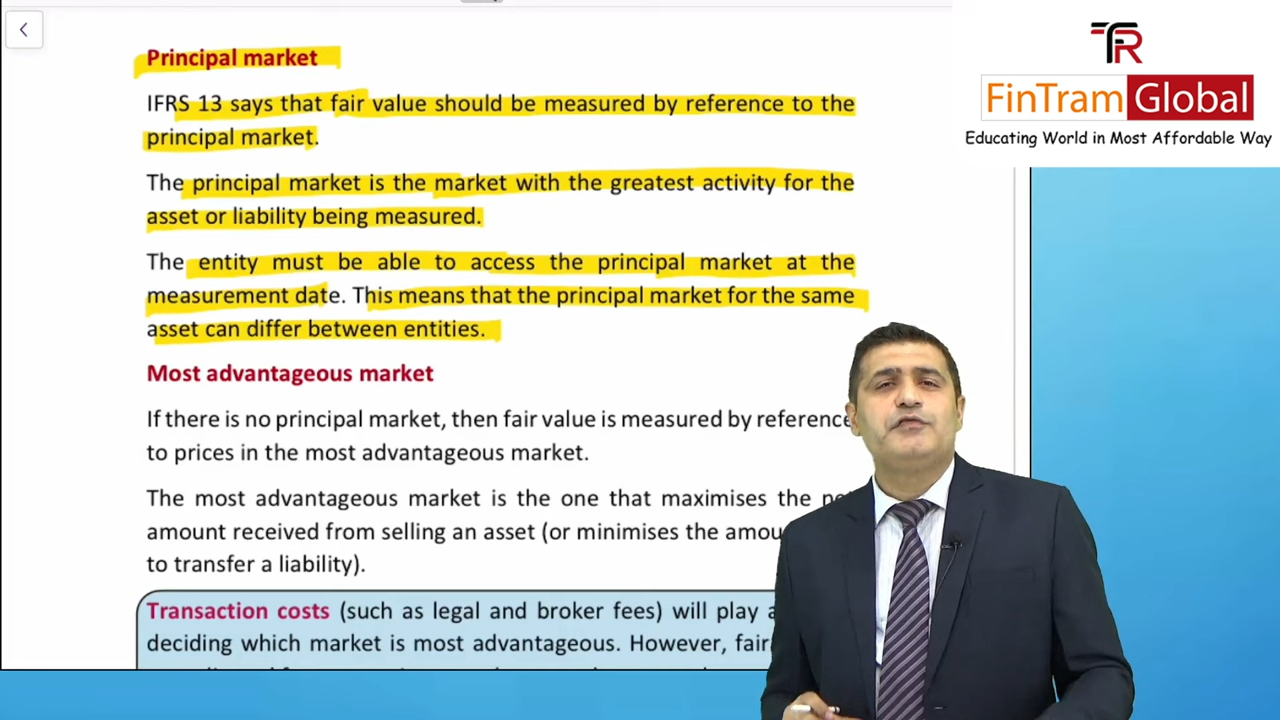 Principal market
IFRS 13 says that fair value should be measured by reference to the
principal market.
The principal market is the market with the greatest activity for the
asset or liability being measured.
The entity must be able to access the principal market at the
measurement date. This means that the principal market for the same
asset can differ between entities.
Most advantageous market
If there is no principal market, then fair value is measured by reference
to prices in the most advantageous market.
The most advantageous market is the one that maximises the
amount received from selling an asset (or minimises the
to transfer a liability).
Transaction costs (such as legal and broker fees) will play
deciding which market is most advantageous. However, fair
FinTram Global
Educating World in Most Affordable Way